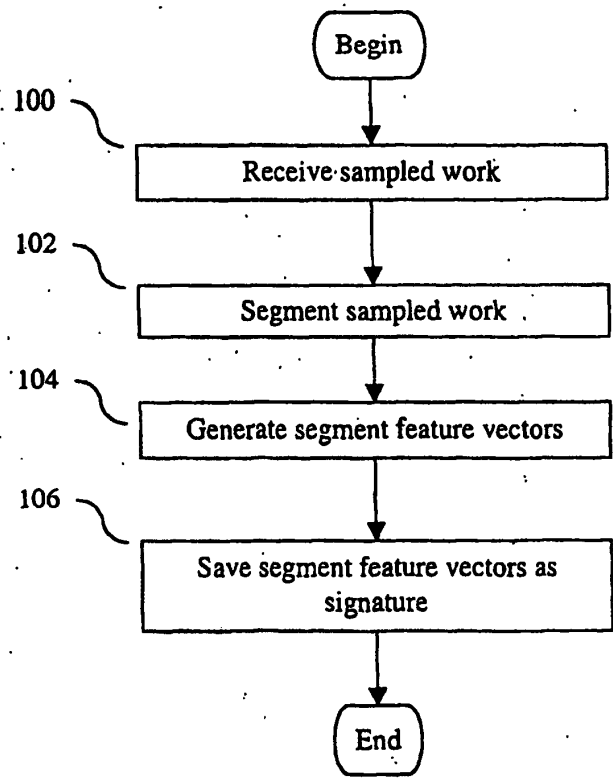 Begin
100
Receive sampled work
102
Segment sampled work
104
Generate segment feature vectors
106
Save segment feature vectors as
signature
End